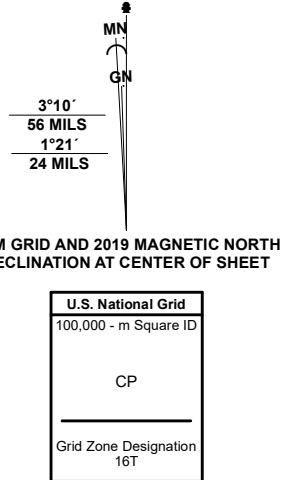 MN
GN
3°10´
56 MILS
1°21´
24 MILS
M GRID AND 2019 MAGNETIC NORTH
ECLINATION AT CENTER OF SHEET
U.S. National Grid
100,000 - m Square ID
CP
Grid Zone Designation
16T